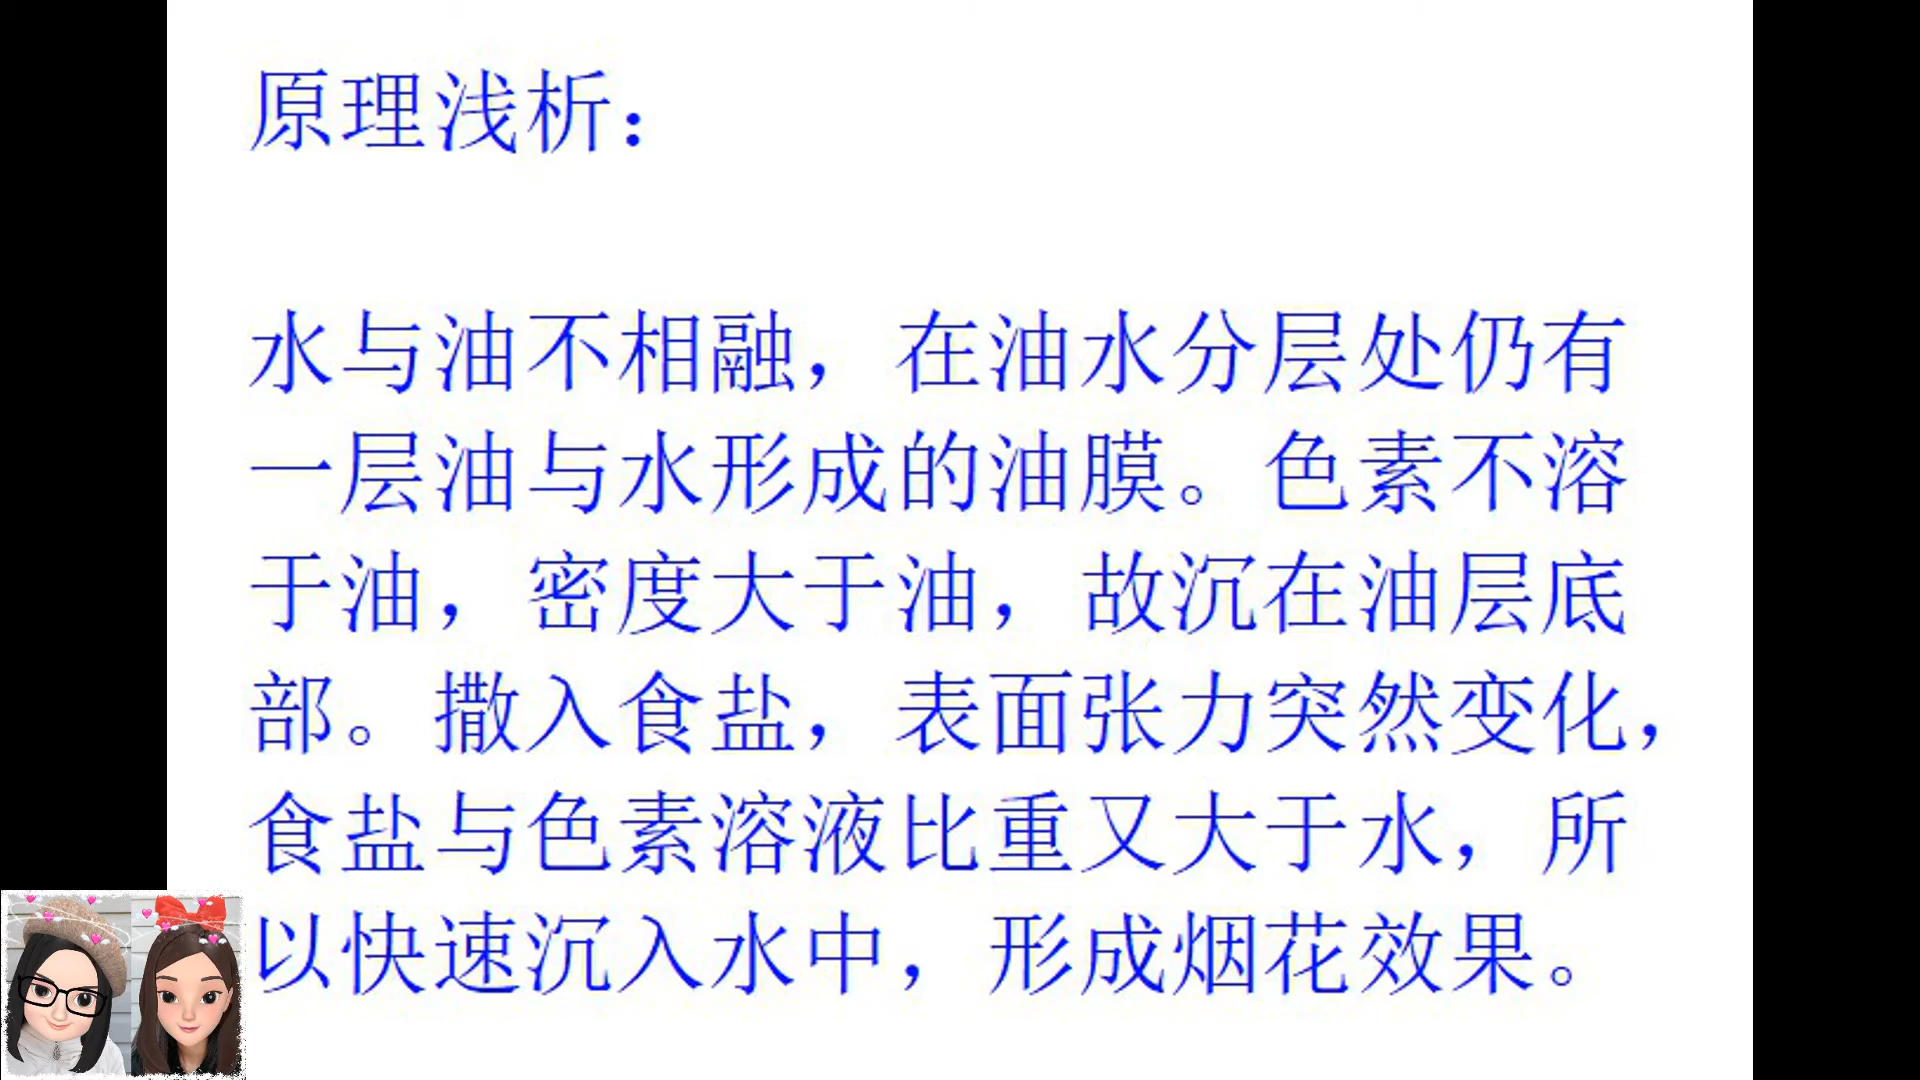 原理浅析：
水与油不相融，在油水分层处仍有
一层油与水形成的油膜。色素不溶
于油，密度大于油，故沉在油层底
部。撒入食盐，表面张力突然变化，
食盐与色素溶液比重又大于水，所
以快速沉入水中，形成烟花效果。